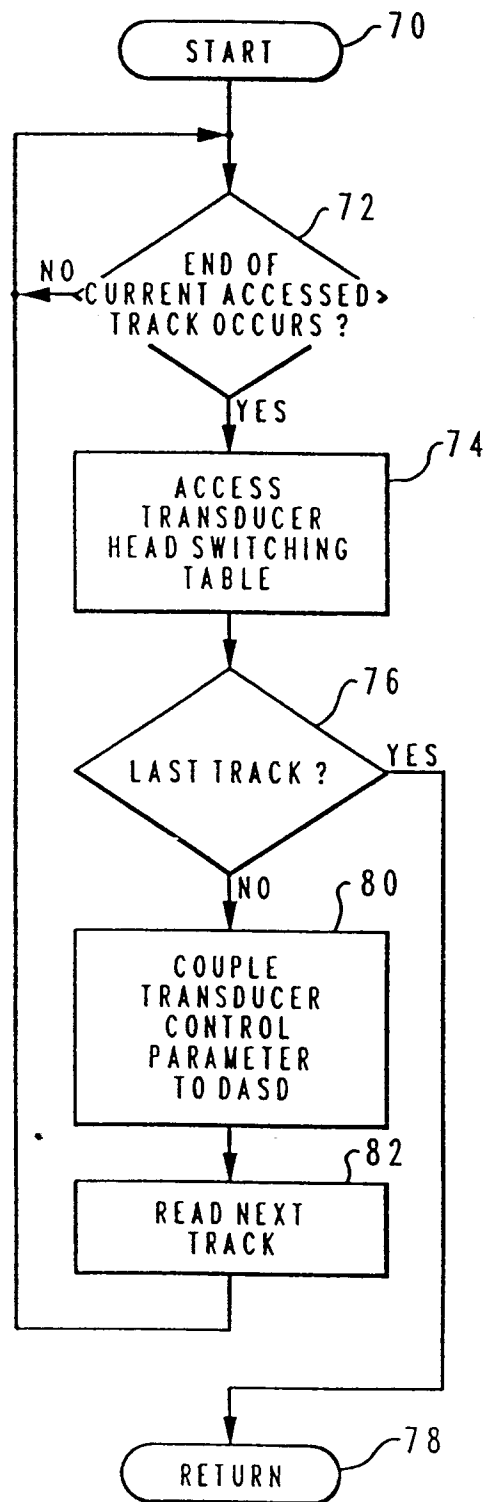 START
70
72
END OF
CURRENT ACCESSED
TRACK OCCURS ?
NO
YES
74
ACCESS
TRANSDUCER
HEAD SWITCHING
TABLE
76
LAST TRACK ?
YES
NO
80
COUPLE
TRANSDUCER
CONTROL
PARAMETER
TO DASD
82
READ NEXT
TRACK
78
RETURN